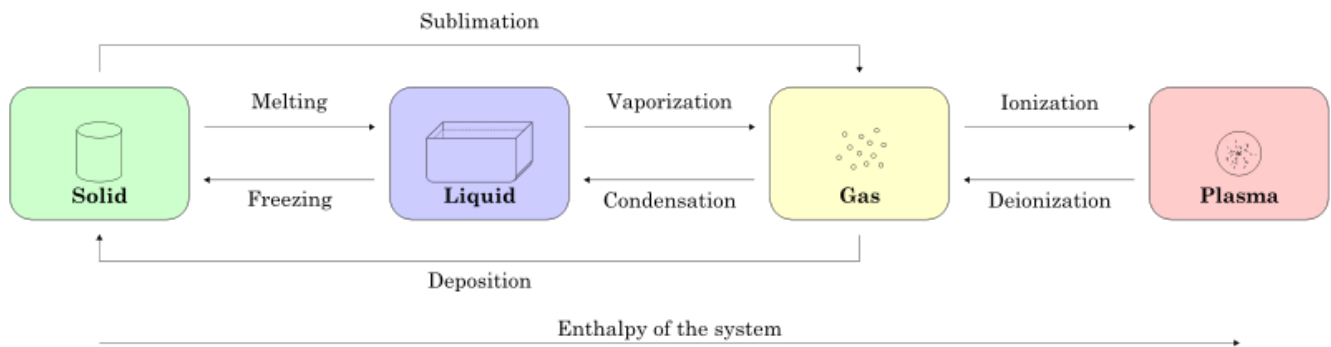 Sublimation
Melting
Vaporization
Ionization
Solid
Liquid
Gas
Plasma
Freezing
Condensation
Deionization
Deposition
Enthalpy of the system